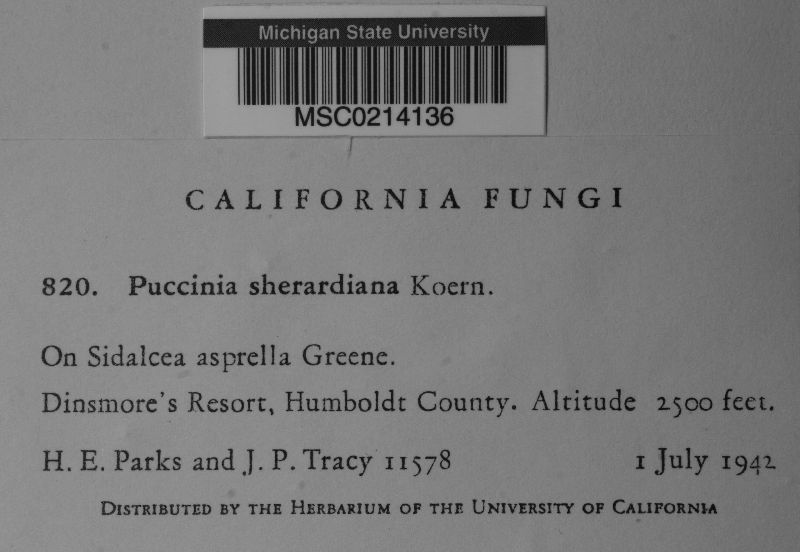 Michigan State University
MSC0214136
CALIFORNIA FUNGI
820. Puccinia sherardiana Koern.
On Sidalcea asprella Greene.
Dinsmore's Resort, Humboldt County. Altitude 2500 feet.
H. E. Parks and J. P. Tracy 11578 1 July 1942
DISTRIBUTED BY THE HERBARIUM OF THE UNIVERSITY OF CALIFORNIA